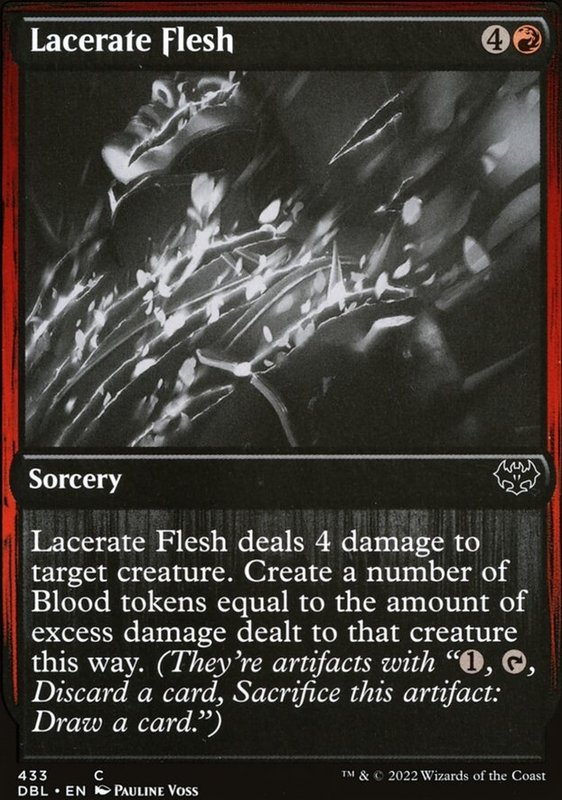 Lacerate Flesh 4
Sorcery
Lacerate Flesh deals 4 damage to
target creature. Create a number of
Blood tokens equal to the amount of
excess damage dealt to that creature
this way. (They're artifacts with “1, ,
Discard a card, Sacrifice this artifact:
Draw a card.”)
433 C
DBL • EN PAULINE VOSS
™ & © 2022 Wizards of the Coast